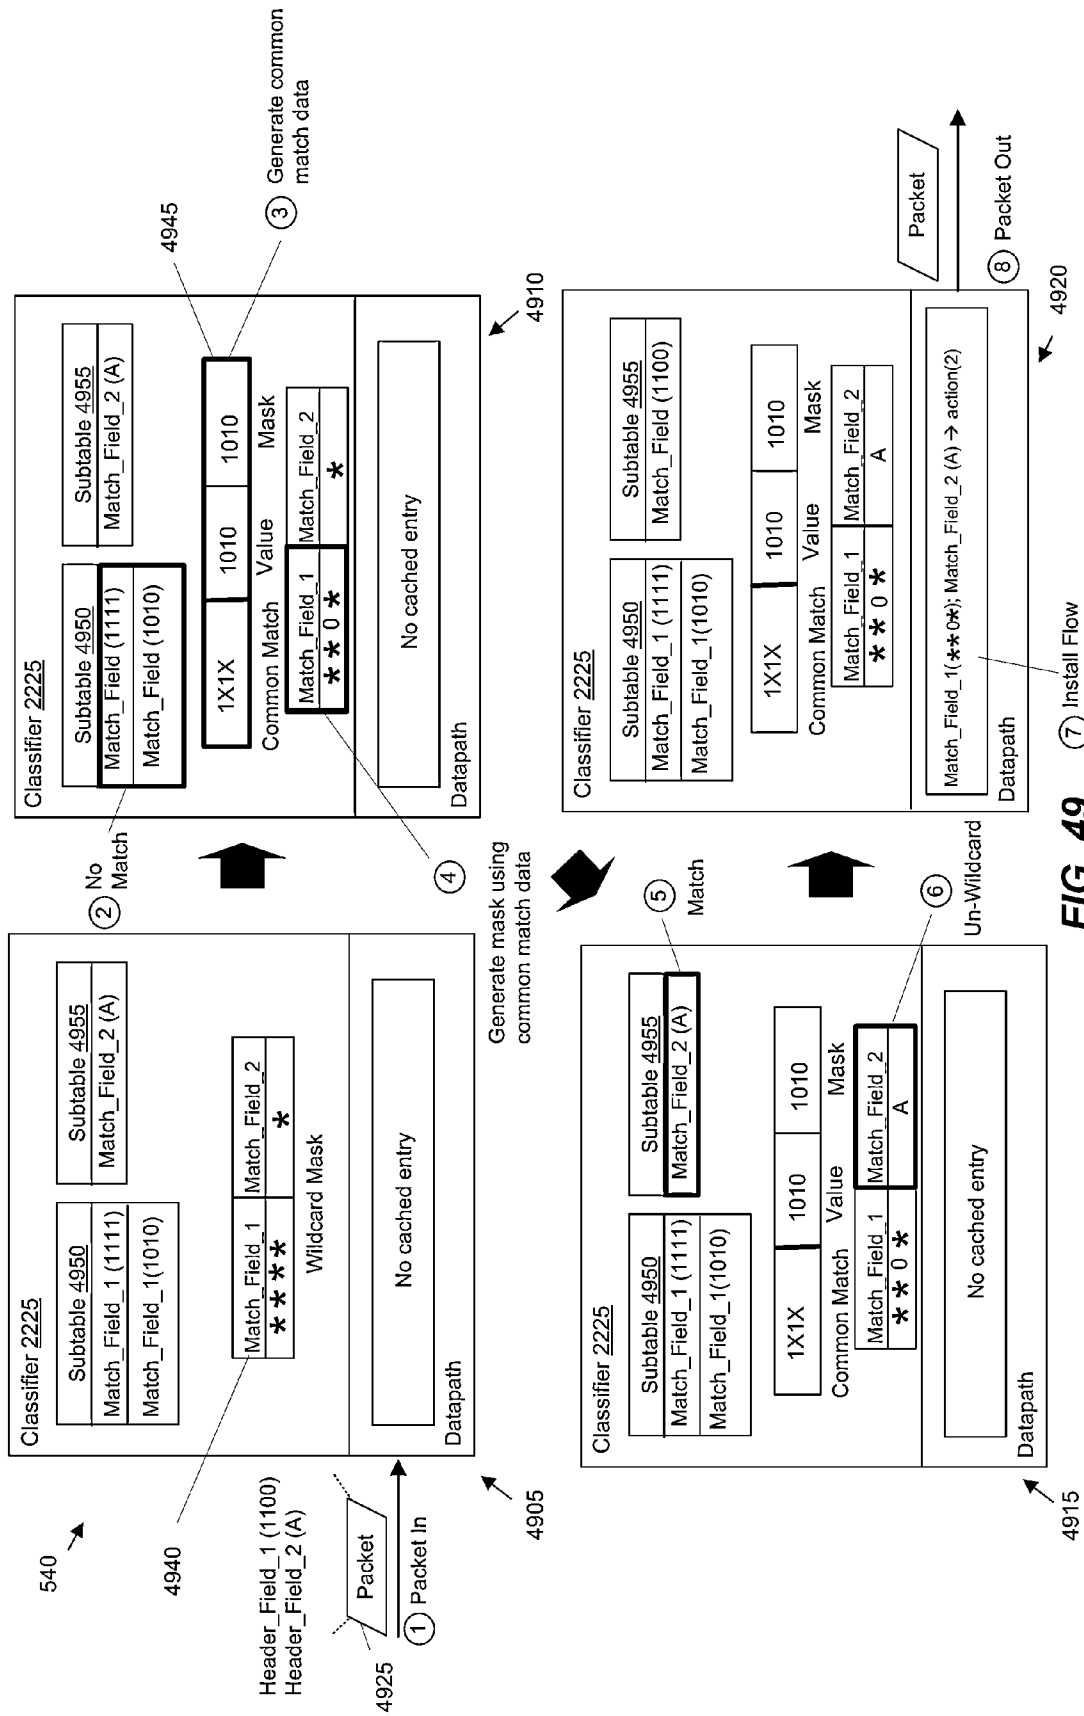 540
Header_Field_1 (1100)
Header_Field_2 (A)
Packet
4925
1 Packet In
4940
Classifier 2225
Subtable 4950
Match_Field_1 (1111)
Match_Field_1(1010)
Subtable 4955
Match_Field_2 (A)
Match_Field_1
Match_Field_2
****
*
Wildcard Mask
No cached entry
Datapath
4905
2 No
Match
Classifier 2225
Subtable 4950
Match_Field (1111)
Match_Field (1010)
Subtable 4955
Match_Field_2 (A)
4945
3 Generate common
match data
1X1X
1010
1010
Common Match
Value
Mask
Match_Field_1
Match_Field_2
**0*
*
No cached entry
Datapath
4910
4
Generate mask using
common match data
Classifier 2225
Subtable 4950
Match_Field_1 (1111)
Match_Field_1(1010)
Subtable 4955
Match_Field_2 (A)
5
Match
1X1X
1010
1010
Common Match
Value
Mask
Match_Field_1
Match_Field_2
**0*
A
6
Un-Wildcard
No cached entry
Datapath
4915
Classifier 2225
Subtable 4950
Match_Field_1 (1111)
Match_Field_1(1010)
Subtable 4955
Match_Field (1100)
1X1X
1010
1010
Common Match
Value
Mask
Match_Field_1
Match_Field_2
**0*
A
Match_Field_1(**0*); Match_Field_2 (A) → action(2)
Datapath
7 Install Flow
Packet
8 Packet Out
4920
FIG. 49